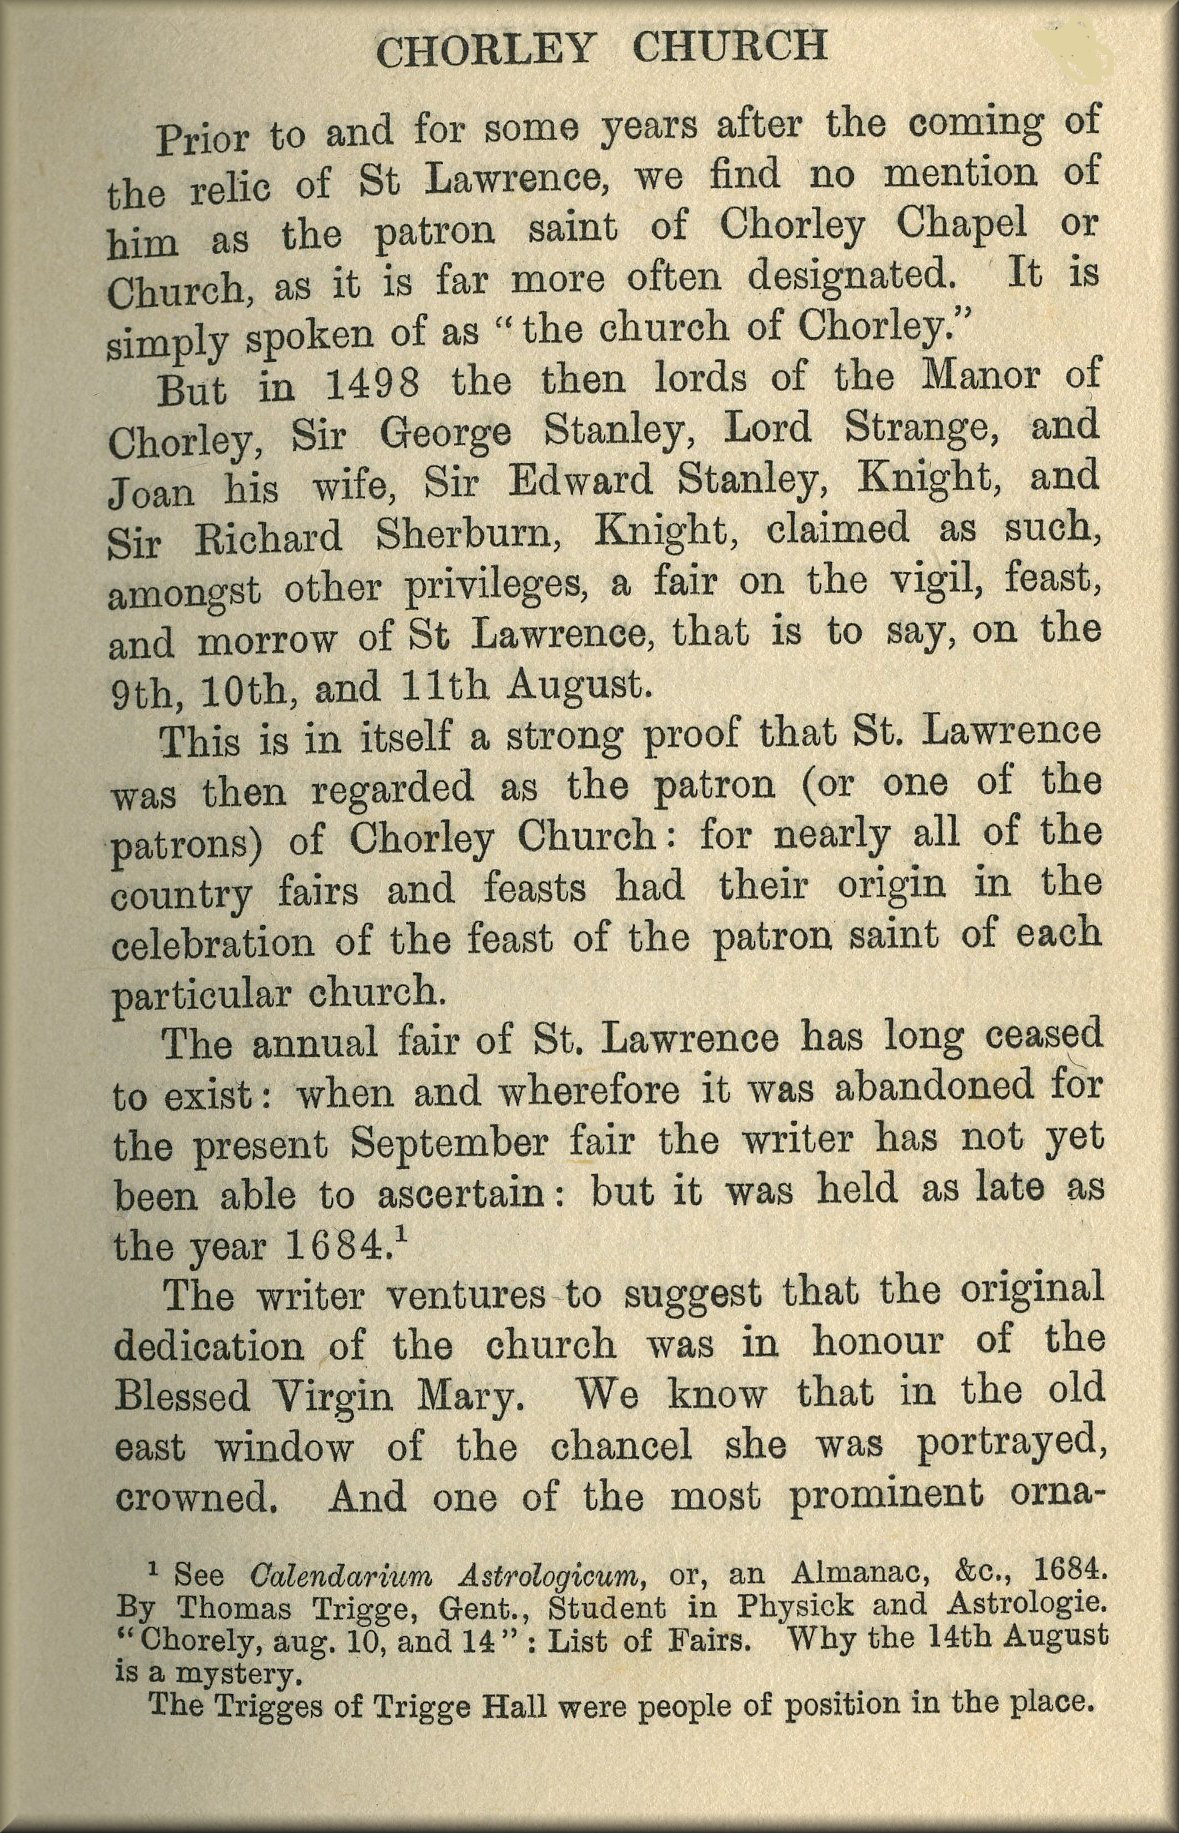 CHORLEY CHURCH
Prior to and for some years after the coming of
the relic of St Lawrence, we find no mention of
him as the patron saint of Chorley Chapel or
Church, as it is far more often designated. It is
simply spoken of as “the church of Chorley.”
But in 1498 the then lords of the Manor of
Chorley, Sir George Stanley, Lord Strange, and
Joan his wife, Sir Edward Stanley, Knight, and
Sir Richard Sherburn, Knight, claimed as such,
amongst other privileges, a fair on the vigil, feast,
and morrow of St Lawrence, that is to say, on the
9th, 10th, and 11th August.
This is in itself a strong proof that St. Lawrence
was then regarded as the patron (or one of the
patrons) of Chorley Church: for nearly all of the
country fairs and feasts had their origin in the
celebration of the feast of the patron saint of each
particular church.
The annual fair of St. Lawrence has long ceased
to exist: when and wherefore it was abandoned for
the present September fair the writer has not yet
been able to ascertain: but it was held as late as
the year 1684.¹
The writer ventures to suggest that the original
dedication of the church was in honour of the
Blessed Virgin Mary. We know that in the old
east window of the chancel she was portrayed,
crowned. And one of the most prominent orna-
¹ See Calendarium Astrologicum, or, an Almanac, &c., 1684.
By Thomas Trigge, Gent., Student in Physick and Astrologie.
“Chorely, aug. 10, and 14”: List of Fairs. Why the 14th August
is a mystery.
The Trigges of Trigge Hall were people of position in the place.